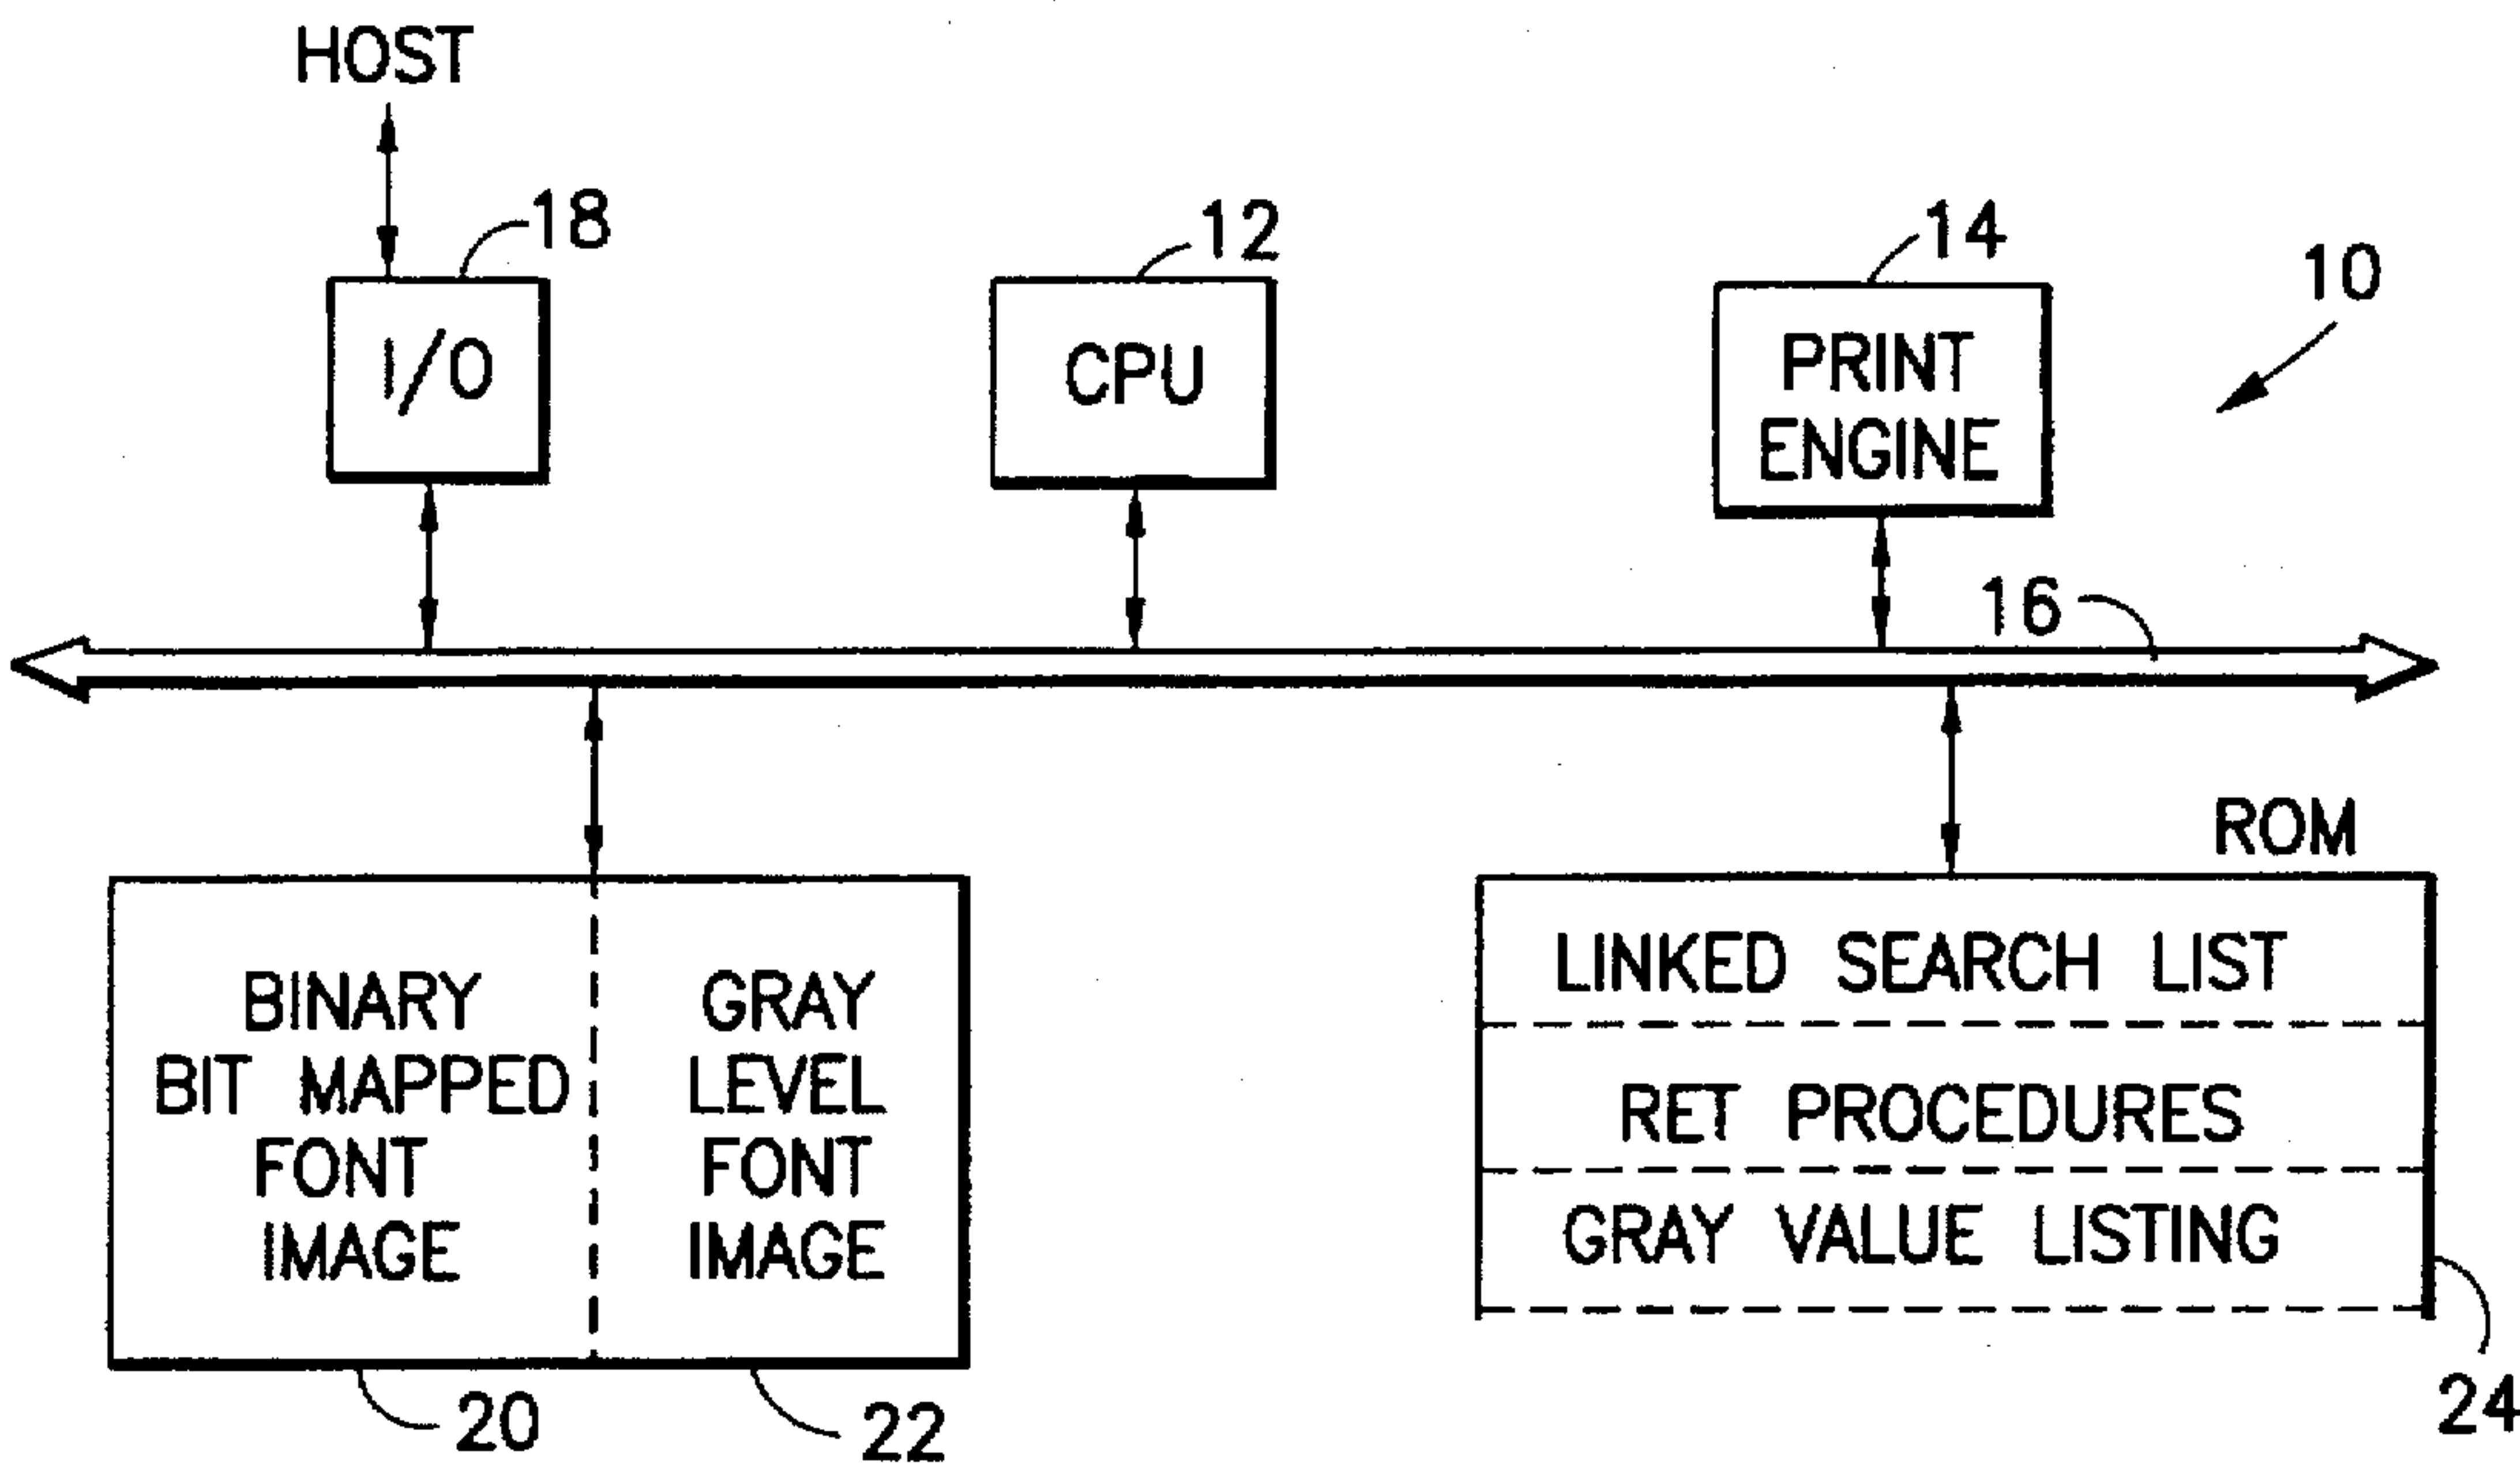 HOST
18
12
14
10
I/O
CPU
PRINT
ENGINE
16
ROM
BINARY
BIT MAPPED
FONT
IMAGE
GRAY
LEVEL
FONT
IMAGE
LINKED SEARCH LIST
RET PROCEDURES
GRAY VALUE LISTING
20
22
24